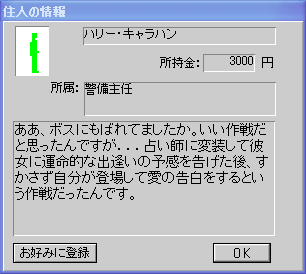 住人の情報
ハリー・キャラハン
所持金: 3000 円
所属: 警備主任
ああ、ボスにもばれてましたか。いい作戦だ
と思ったんですが...占い師に変装して彼
女に運命的な出逢いの予感を告げた後、す
かさず自分が登場して愛の告白をするとい
う作戦だったんです。
お好みに登録
OK